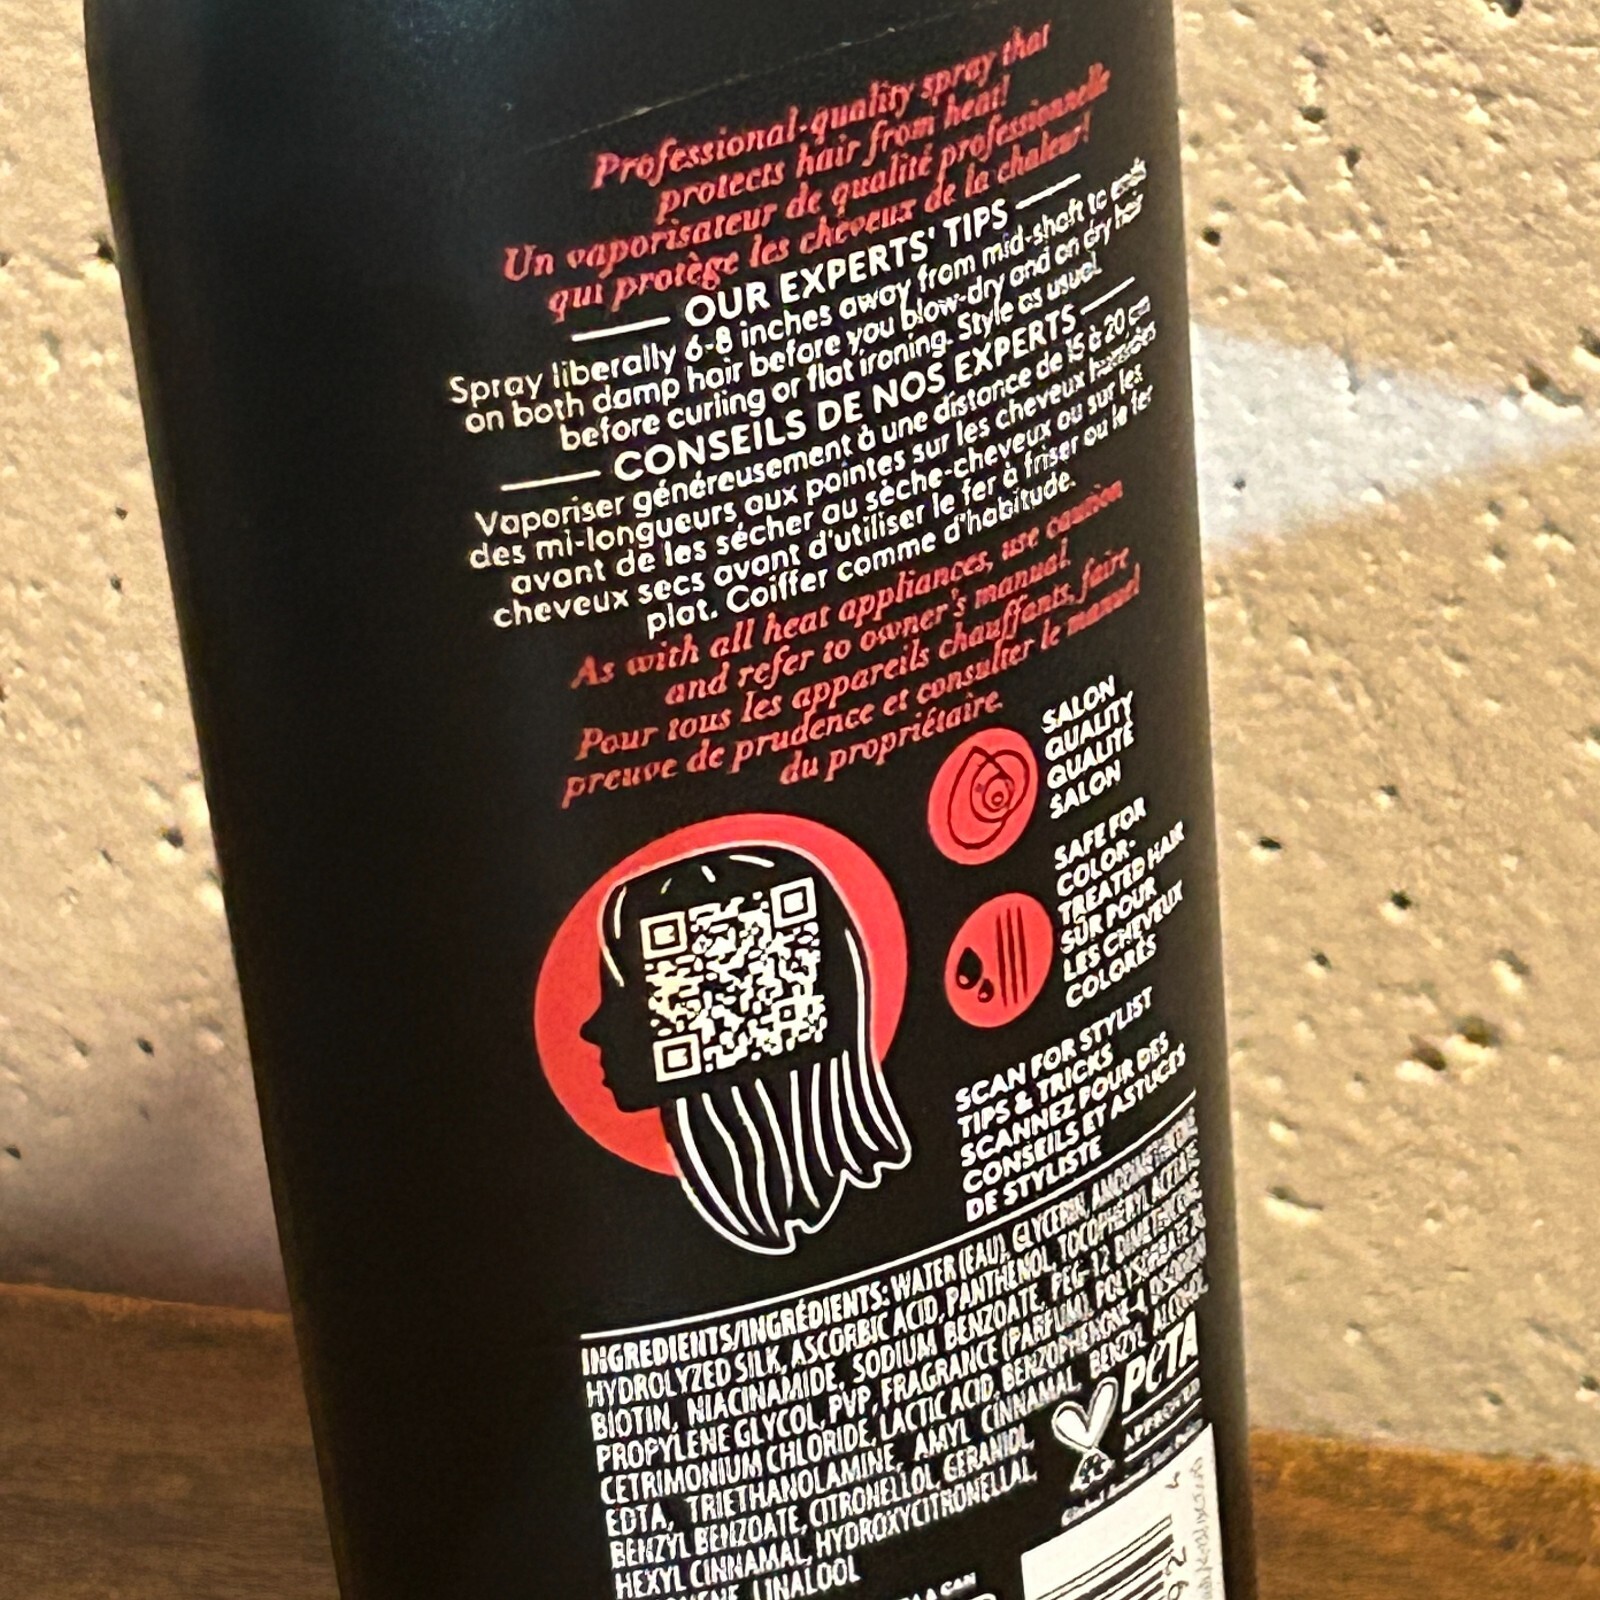 Professional-quality spray that
protects hair from heat!
Un vaporisateur de qualité professionnelle
qui protège les cheveux de la chaleur!
OUR EXPERTS' TIPS
Spray liberally 6-8 inches away from mid-shaft to ends
on both damp hair before you blow-dry and on dry hair
before curling or flat ironing. Style as usual.
CONSEILS DE NOS EXPERTS
Vaporiser généreusement à une distance de 15 à 20 cm
des mi-longueurs aux pointes sur les cheveux humides
avant de les sécher au sèche-cheveux ou sur les
cheveux secs avant d'utiliser le fer à friser ou le fer
plat. Coiffer comme d'habitude.
As with all heat appliances, use caution
and refer to owner's manual.
Pour tous les appareils chauffants, faire
preuve de prudence et consulter le manuel
du propriétaire.
SALON
QUALITY
QUALITÉ
SALON
SAFE FOR
COLOR-
TREATED HAIR
SÛR POUR
LES CHEVEUX
COLORÉS
SCAN FOR STYLIST
TIPS & TRICKS
SCANNEZ POUR DES
CONSEILS ET ASTUCES
DE STYLISTE
INGREDIENTS/INGRÉDIENTS: WATER (EAU), GLYCERIN, AMODIMETHICONE,
HYDROLYZED SILK, ASCORBIC ACID, PANTHENOL, TOCOPHERYL ACETATE,
BIOTIN, NIACINAMIDE, SODIUM BENZOATE, PEG-12 DIMETHICONE,
PROPYLENE GLYCOL, PVP, FRAGRANCE (PARFUM), POLYSORBATE 20,
CETRIMONIUM CHLORIDE, LACTIC ACID, BENZOPHENONE-4, DISODIUM
EDTA, TRIETHANOLAMINE, AMYL CINNAMAL, BENZYL ALCOHOL,
BENZYL BENZOATE, CITRONELLOL, GERANIOL,
HEXYL CINNAMAL, HYDROXYCITRONELLAL,
LINALOOL
PETA
APPROVED
CAN